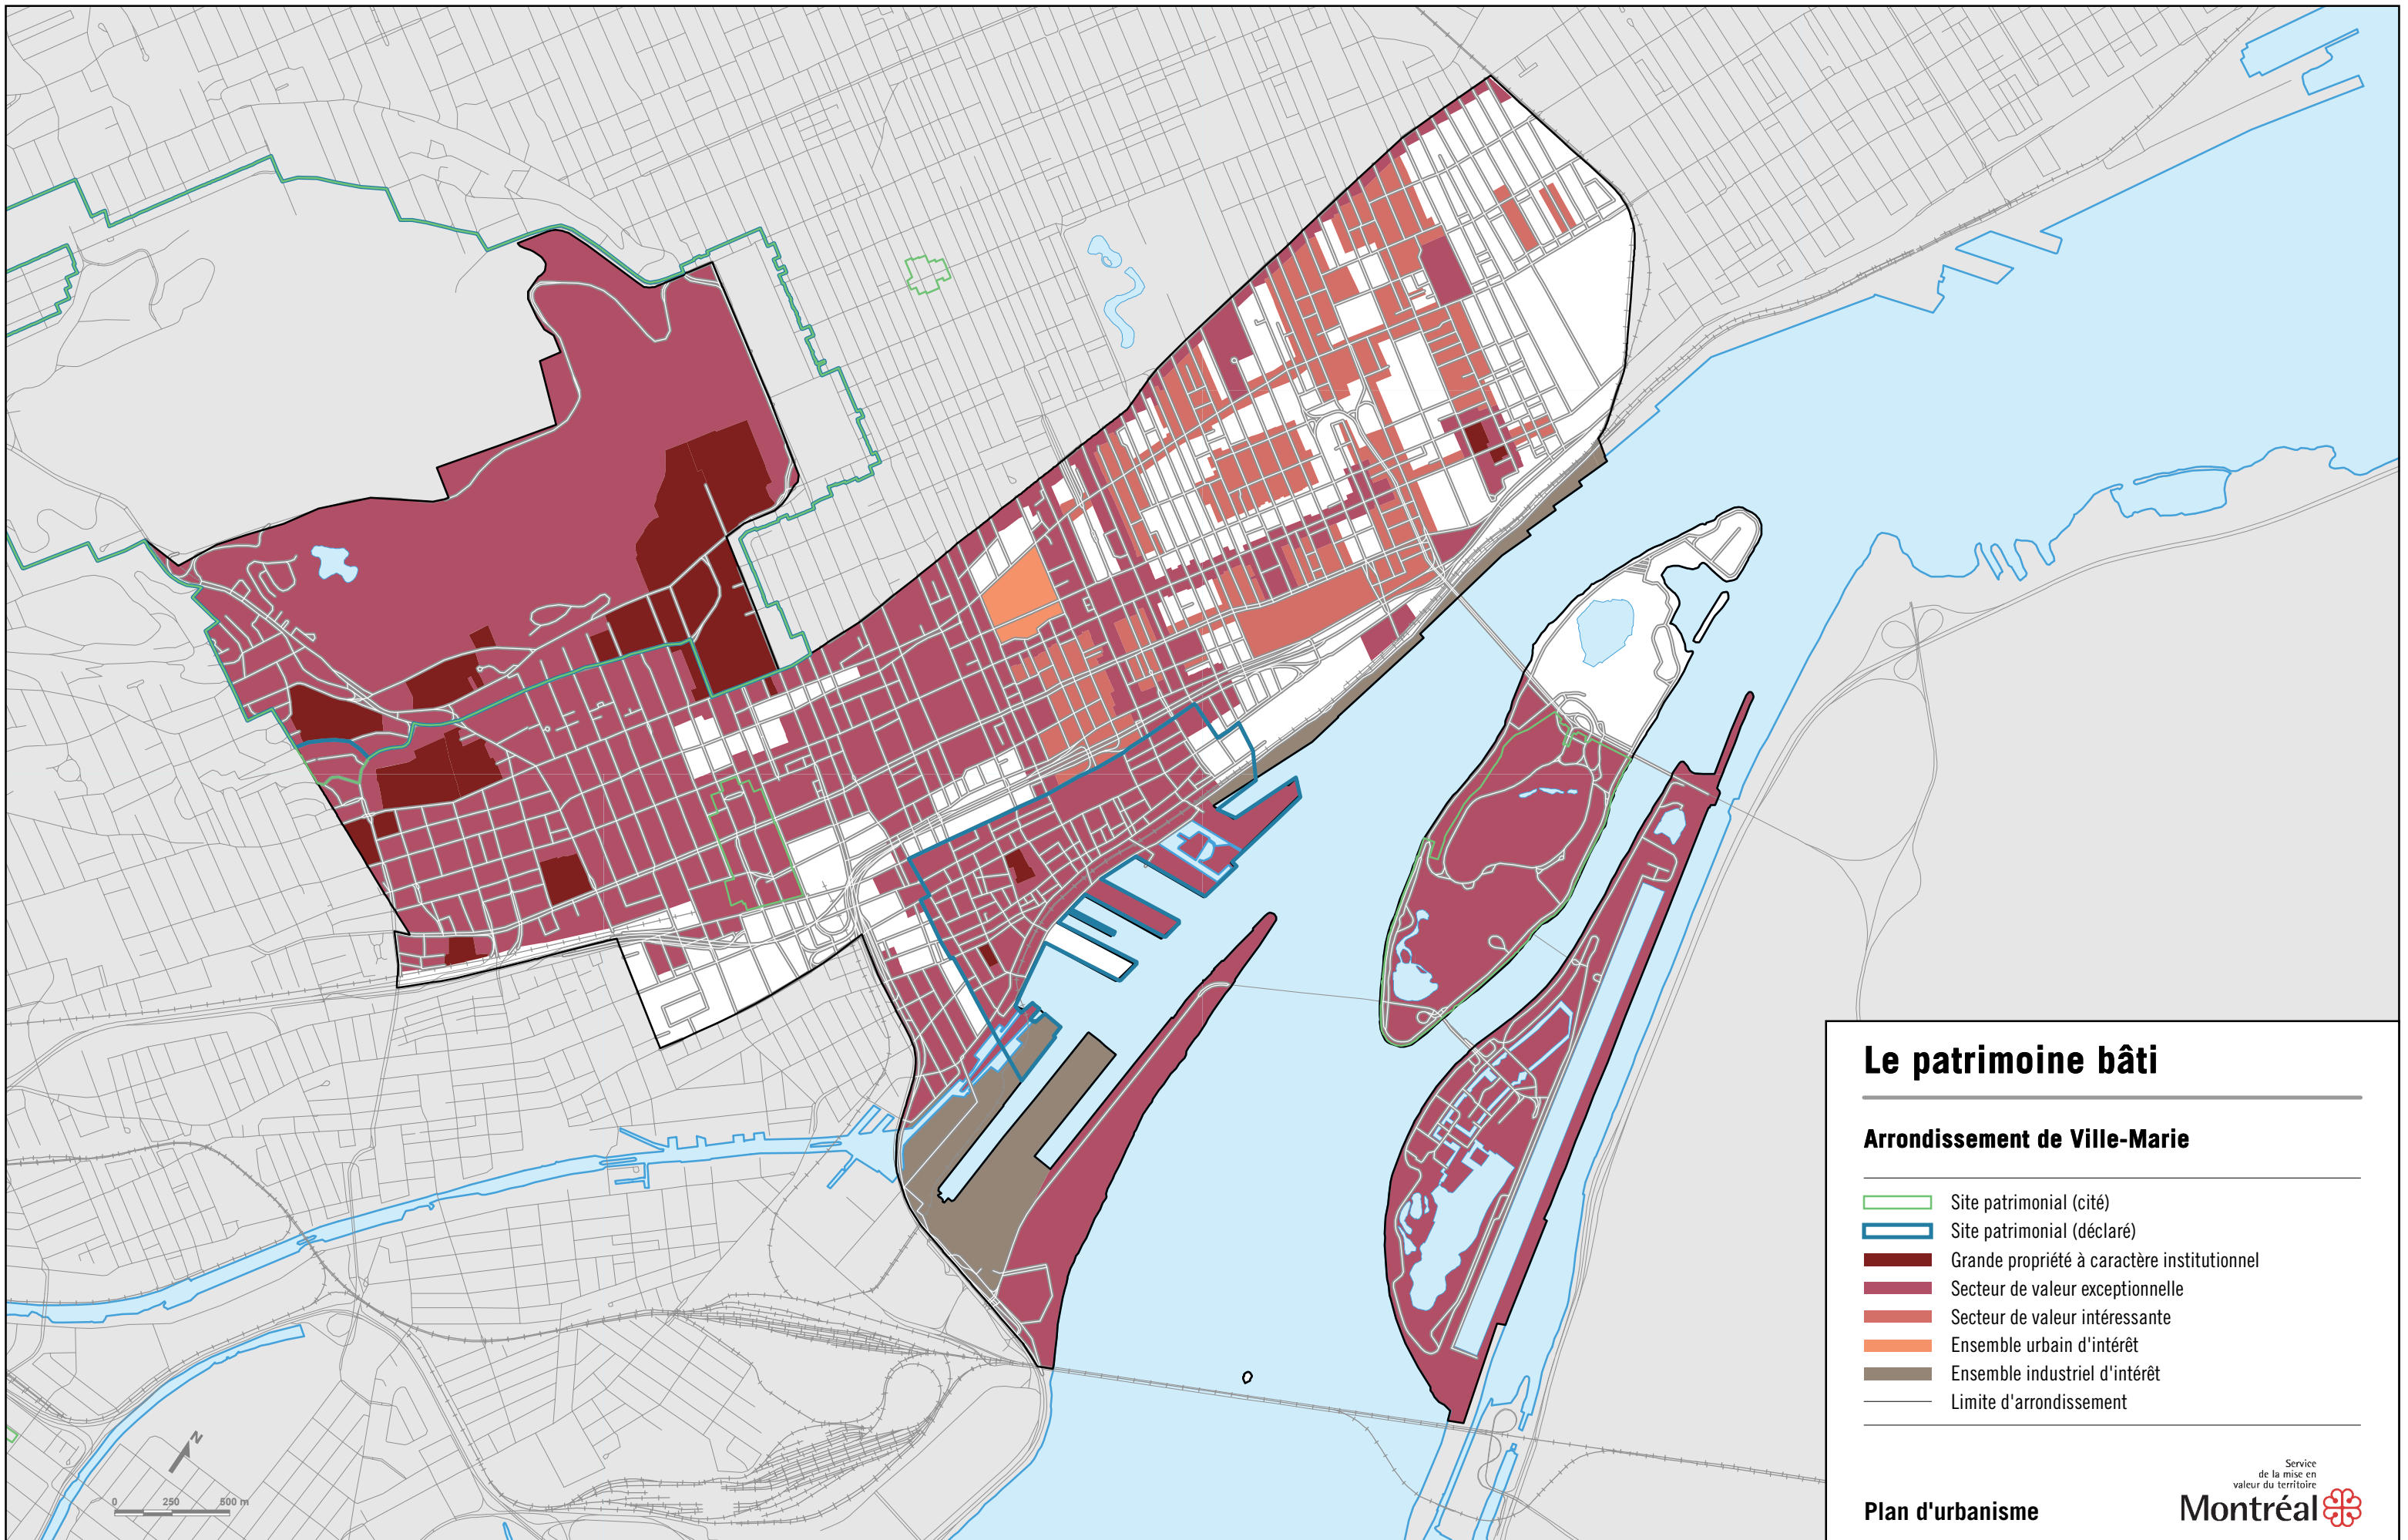 Le patrimoine bâti
Arrondissement de Ville-Marie
Site patrimonial (cité)
Site patrimonial (déclaré)
Grande propriété à caractère institutionnel
Secteur de valeur exceptionnelle
Secteur de valeur intéressante
Ensemble urbain d'intérêt
Ensemble industriel d'intérêt
Limite d'arrondissement
N
0 250 500 m
Plan d'urbanisme
Service
de la mise en
valeur du territoire
Montréal